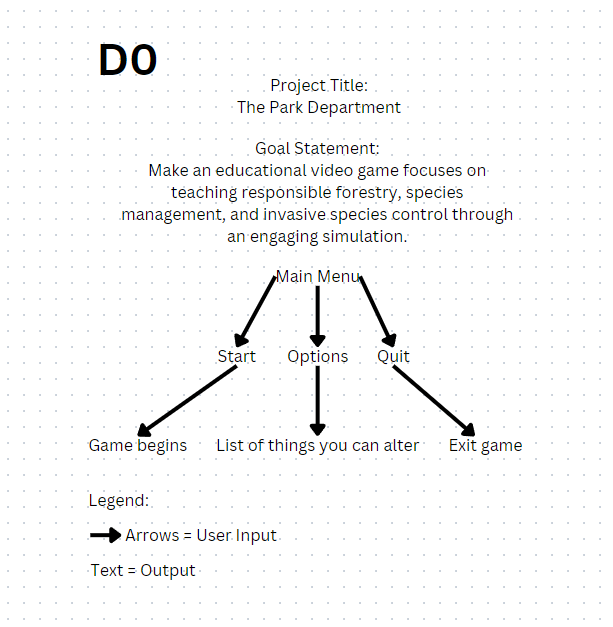 D0
Project Title:
The Park Department
Goal Statement:
Make an educational video game focuses on
teaching responsible forestry, species
management, and invasive species control through
an engaging simulation.
Main Menu
Start
Options
Quit
Game begins
List of things you can alter
Exit game
Legend:
Arrows = User Input
Text = Output